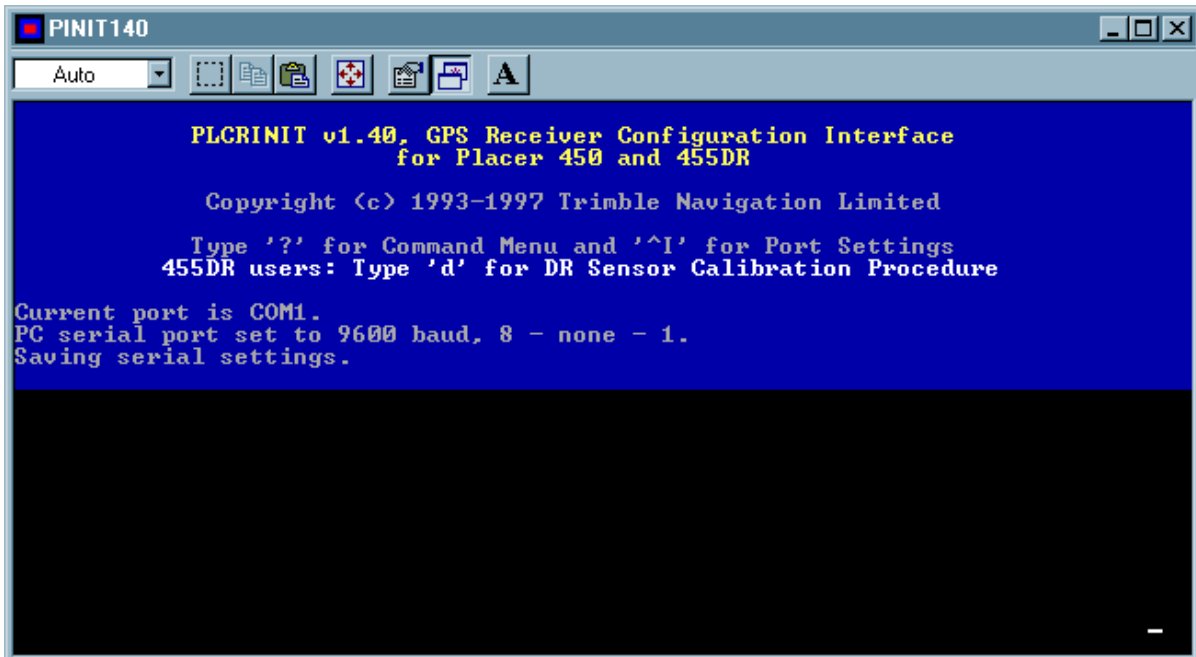 PINIT140
Auto
A
PLCRINIT v1.40, GPS Receiver Configuration Interface
for Placer 450 and 455DR
Copyright (c) 1993-1997 Trimble Navigation Limited
Type '?' for Command Menu and '^I' for Port Settings
455DR users: Type 'd' for DR Sensor Calibration Procedure
Current port is COM1.
PC serial port set to 9600 baud, 8 - none - 1.
Saving serial settings.